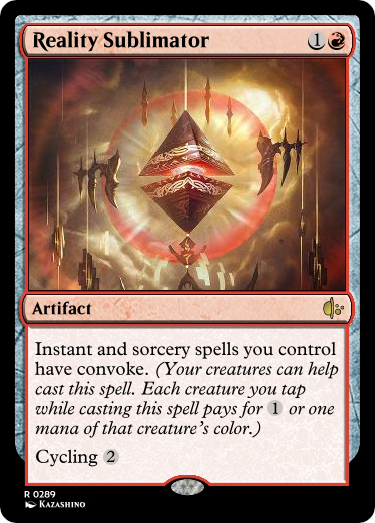 Reality Sublimator 1
Artifact
Instant and sorcery spells you control
have convoke. (Your creatures can help
cast this spell. Each creature you tap
while casting this spell pays for 1 or one
mana of that creature's color.)
Cycling 2
R 0289
Kazashino